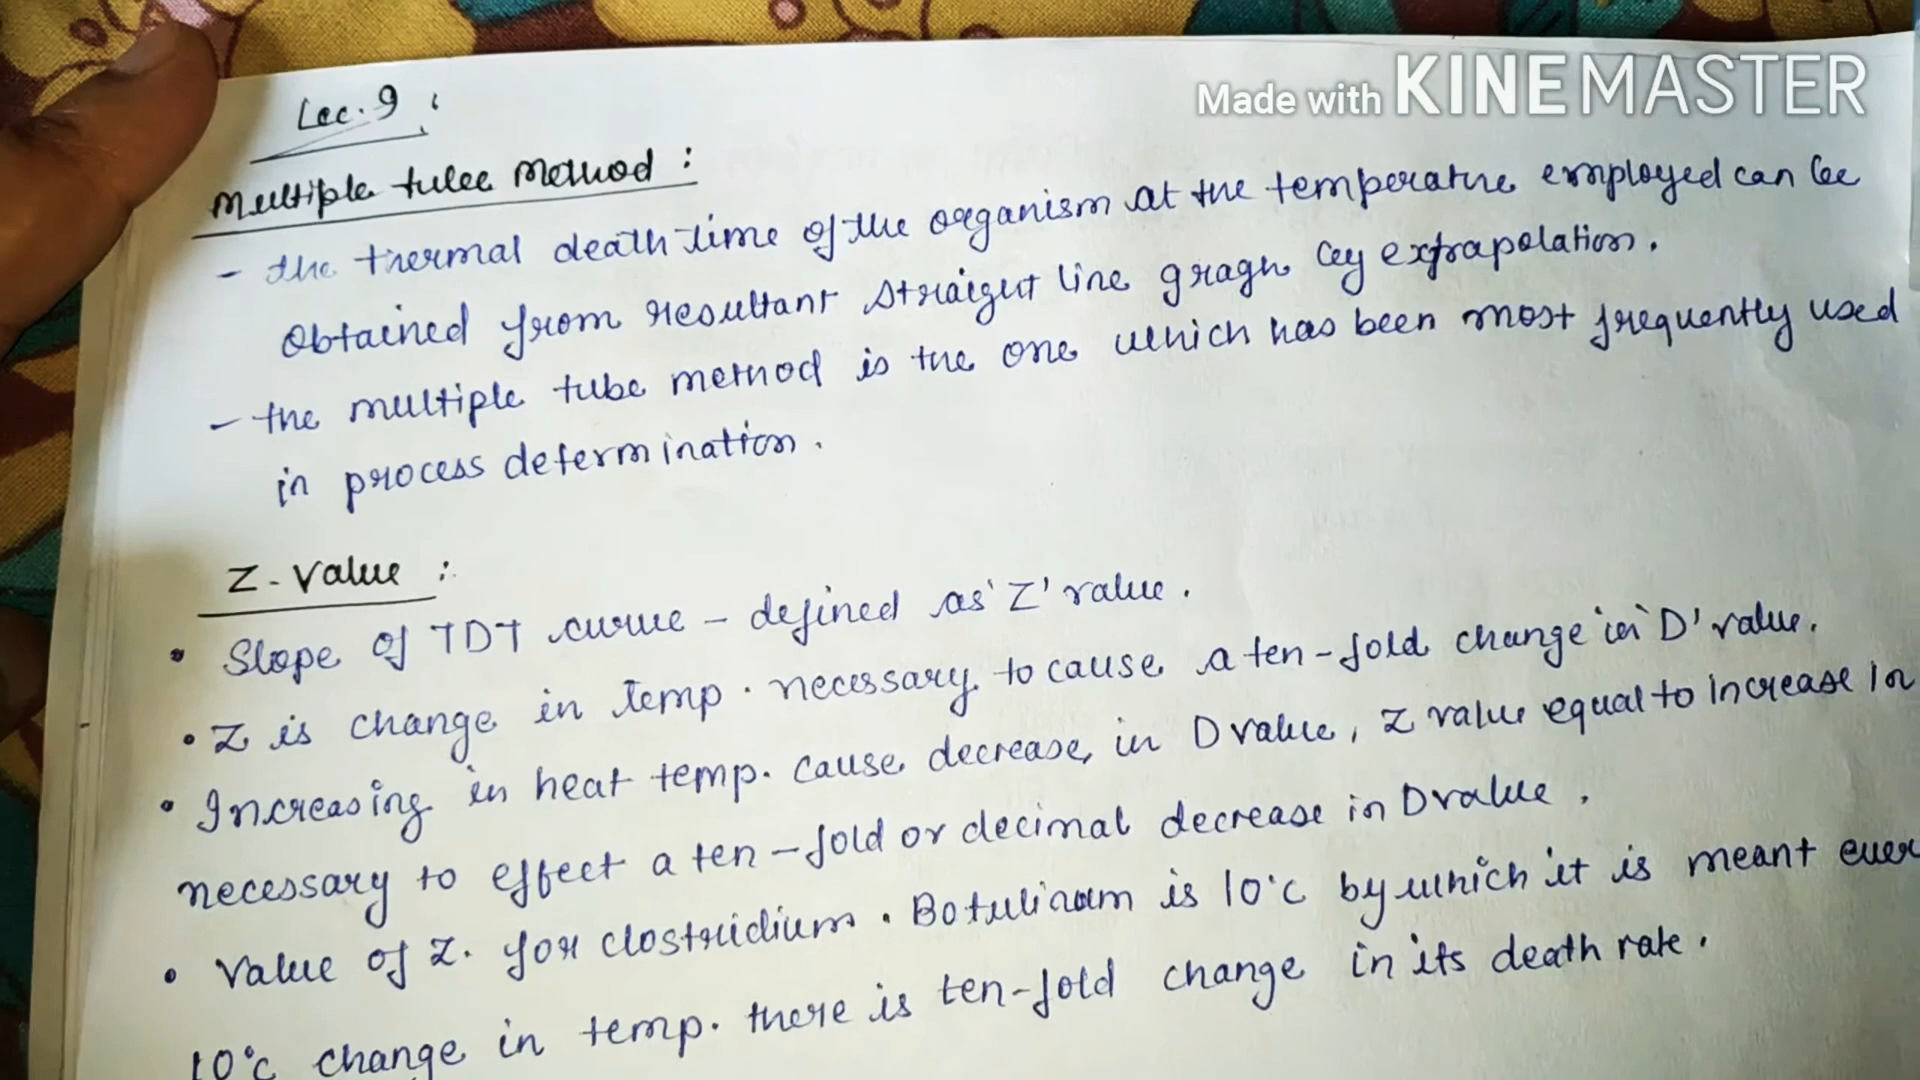 Made with KINEMASTER
Lec. 9 :
Multiple tube Method :
- the thermal death time of the organism at the temperature employed can be
obtained from resultant straight line graph by extrapolation.
- the multiple tube method is the one which has been most frequently used
in process determination.
Z-Value :
• Slope of TDT curve - defined as 'Z' value.
• Z is change in temp. necessary to cause a ten-fold change in 'D' value.
• Increasing in heat temp. cause decrease in D value, Z value equal to increase in
necessary to effect a ten-fold or decimal decrease in D value.
• Value of Z. for clostridium. Botulinum is 10°C by which it is meant ever
10°C change in temp. there is ten-fold change in its death rate.